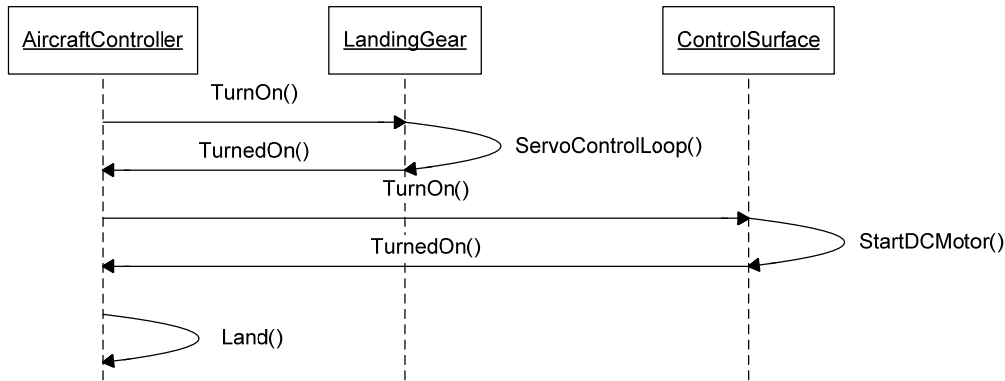 AircraftController
LandingGear
ControlSurface
TurnOn()
ServoControlLoop()
TurnedOn()
TurnOn()
StartDCMotor()
TurnedOn()
Land()